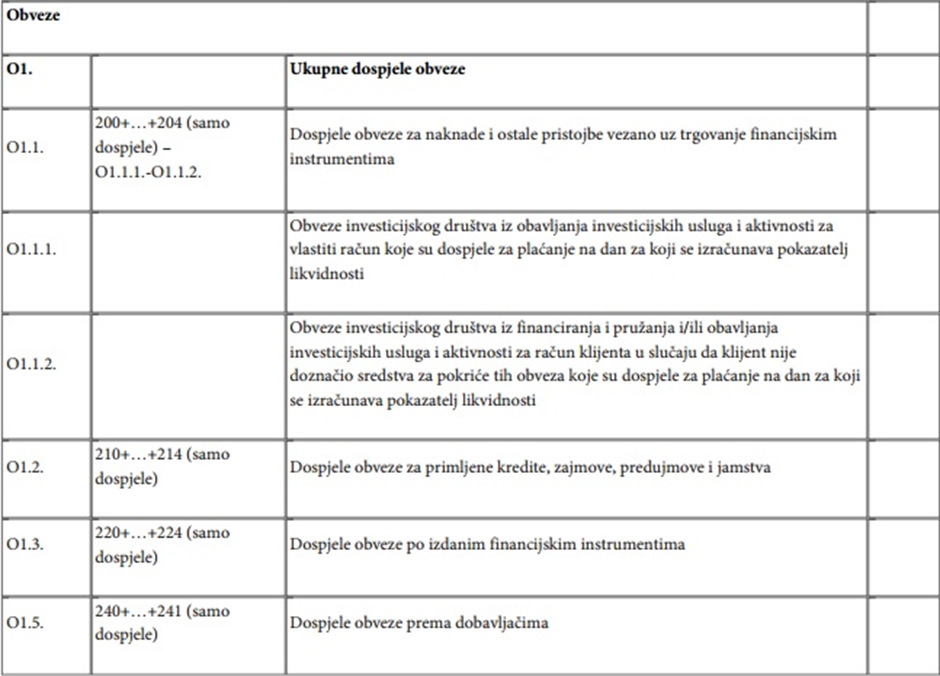 Obveze
O1.
Ukupne dospjele obveze
O1.1.
200+…+204 (samo
dospjele) –
O1.1.1.-O1.1.2.
Dospjele obveze za naknade i ostale pristojbe vezano uz trgovanje financijskim
instrumentima
O1.1.1.
Obveze investicijskog društva iz obavljanja investicijskih usluga i aktivnosti za
vlastiti račun koje su dospjele za plaćanje na dan za koji se izračunava pokazatelj
likvidnosti
O1.1.2.
Obveze investicijskog društva iz financiranja i pružanja i/ili obavljanja
investicijskih usluga i aktivnosti za račun klijenta u slučaju da klijent nije
doznačio sredstva za pokriće tih obveza koje su dospjele za plaćanje na dan za koji
se izračunava pokazatelj likvidnosti
O1.2.
210+…+214 (samo
dospjele)
Dospjele obveze za primljene kredite, zajmove, predujmove i jamstva
O1.3.
220+…+224 (samo
dospjele)
Dospjele obveze po izdanim financijskim instrumentima
O1.5.
240+…+241 (samo
dospjele)
Dospjele obveze prema dobavljačima